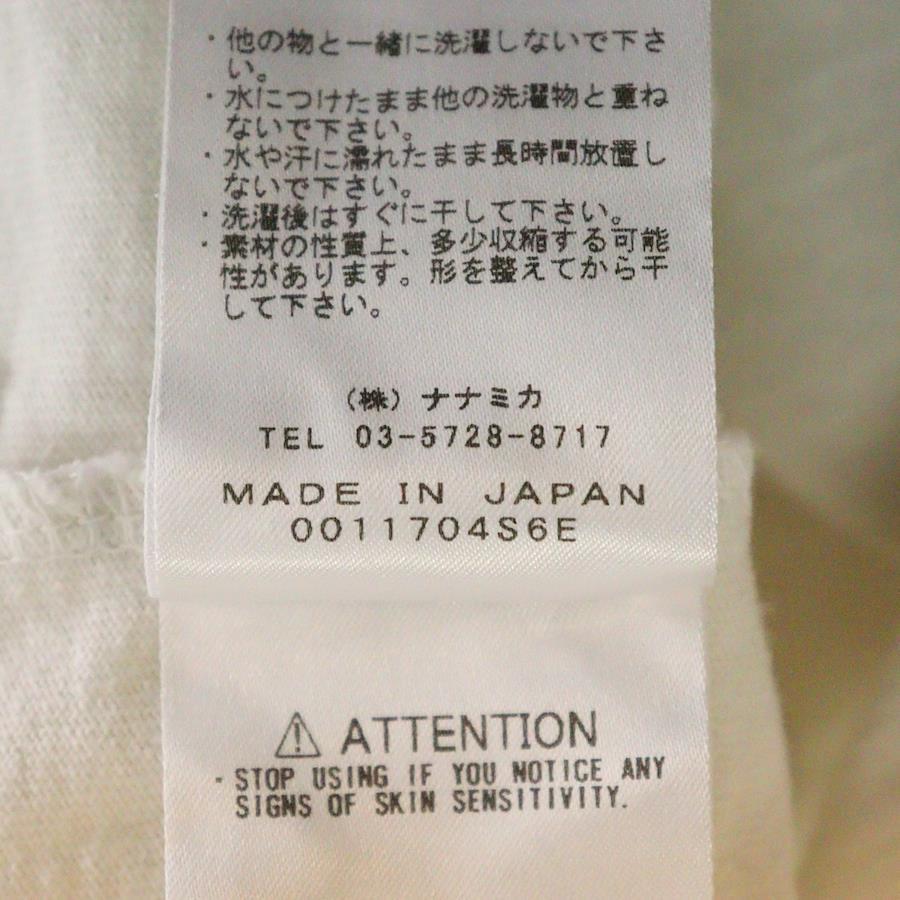 ・他の物と一緒に洗濯しないで下さ
い。
・水につけたまま他の洗濯物と重ね
ないで下さい。
・水や汗に濡れたまま長時間放置し
ないで下さい。
・洗濯後はすぐに干して下さい。
・素材の性質上、多少収縮する可能
性があります。形を整えてから干
して下さい。
（株）ナナミカ
TEL 03-5728-8717
MADE IN JAPAN
0011704S6E
⚠ ATTENTION
・STOP USING IF YOU NOTICE ANY
SIGNS OF SKIN SENSITIVITY.